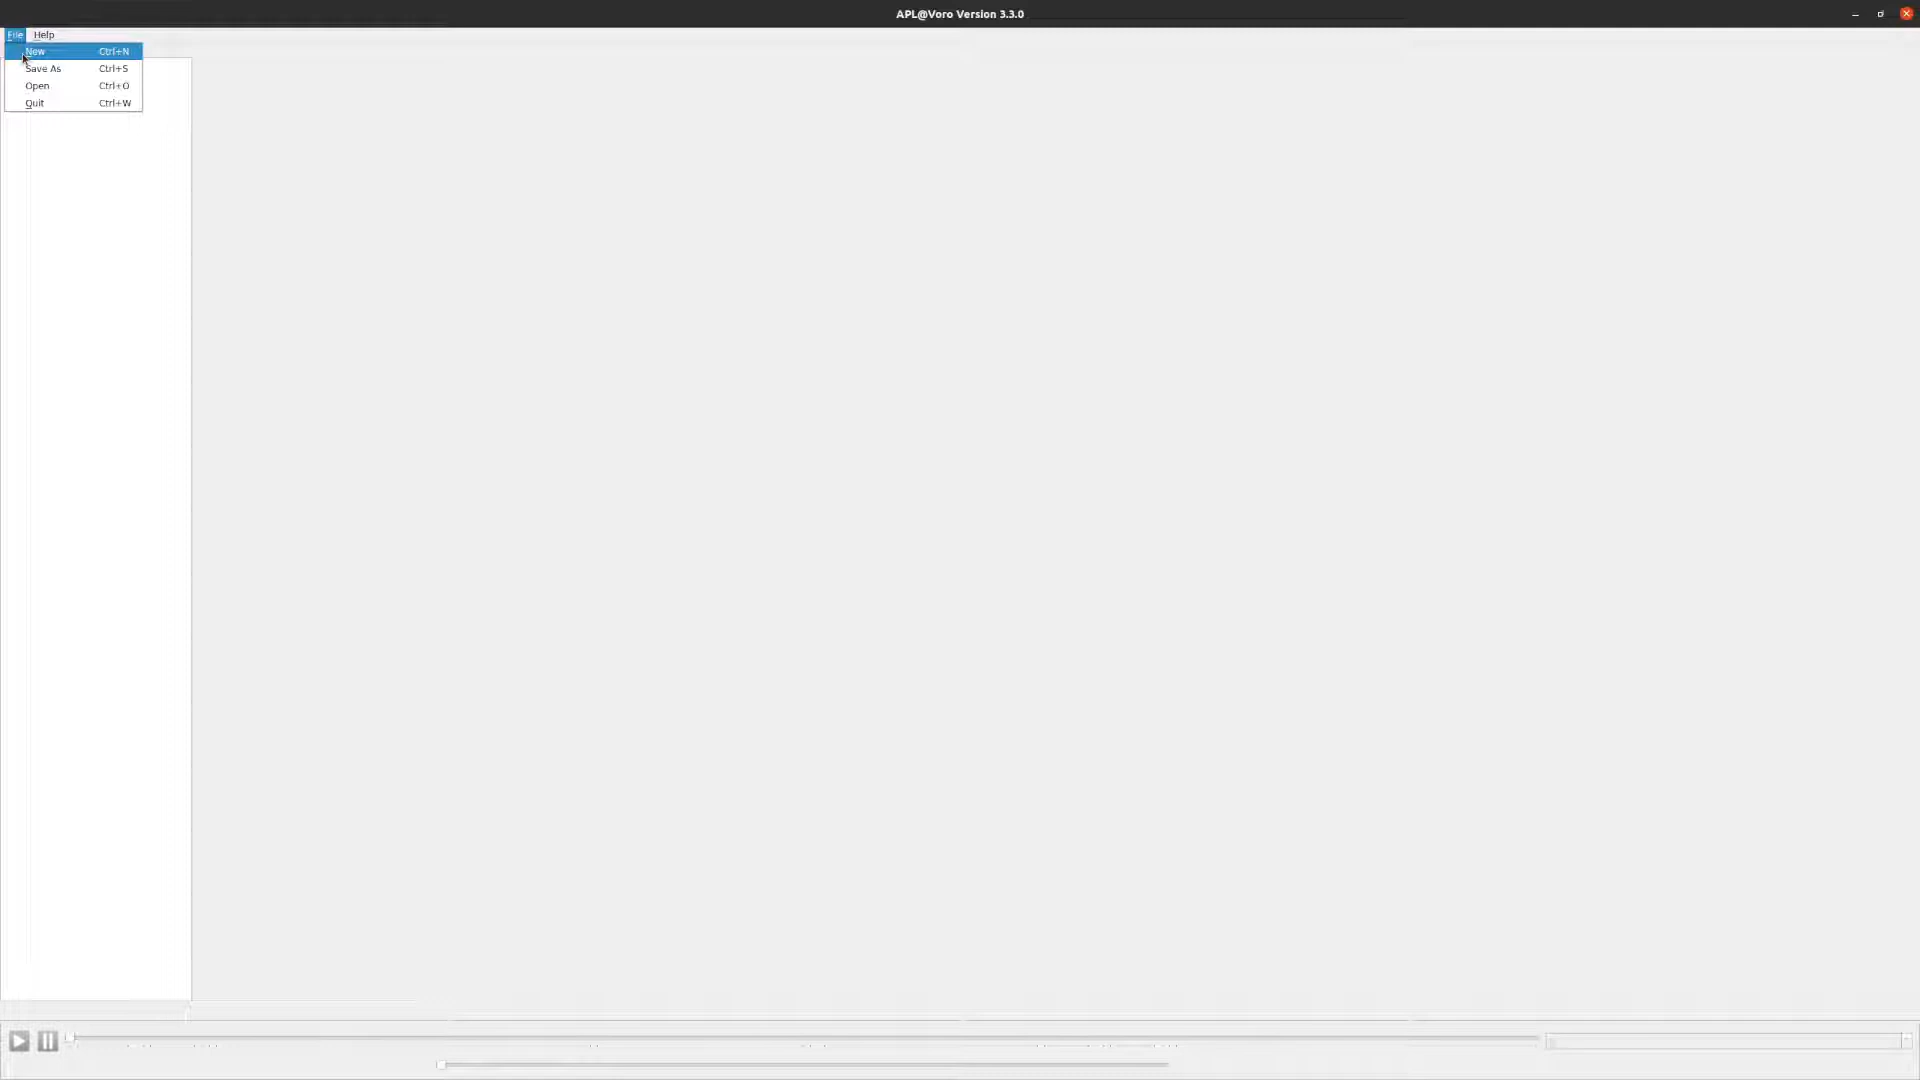 APL@Voro Version 3.3.0
File Help
New Ctrl+N
Save As Ctrl+S
Open Ctrl+O
Quit Ctrl+W